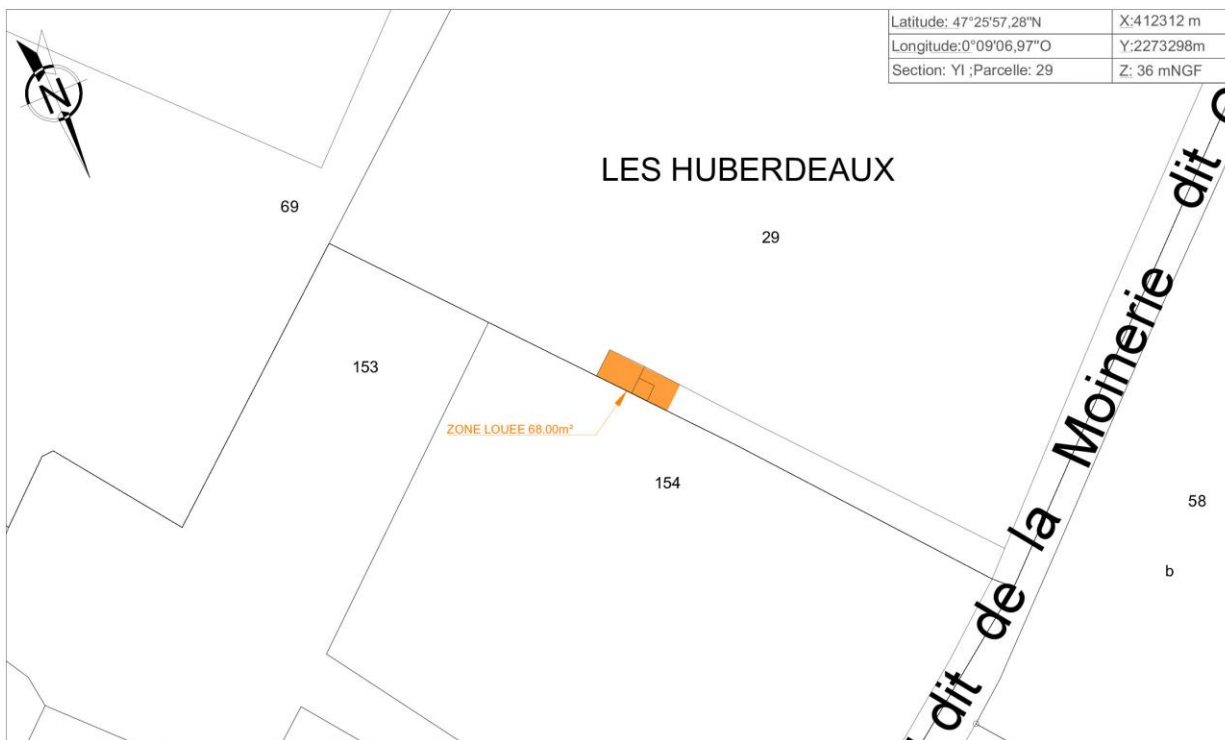 Latitude: 47°25'57,28"N X:412312 m
Longitude:0°09'06,97"O Y:2273298m
Section: YI ;Parcelle: 29 Z: 36 mNGF
N
LES HUBERDEAUX
69
29
153
ZONE LOUEE 68.00m²
154
58
b
dit de la Moinerie dit